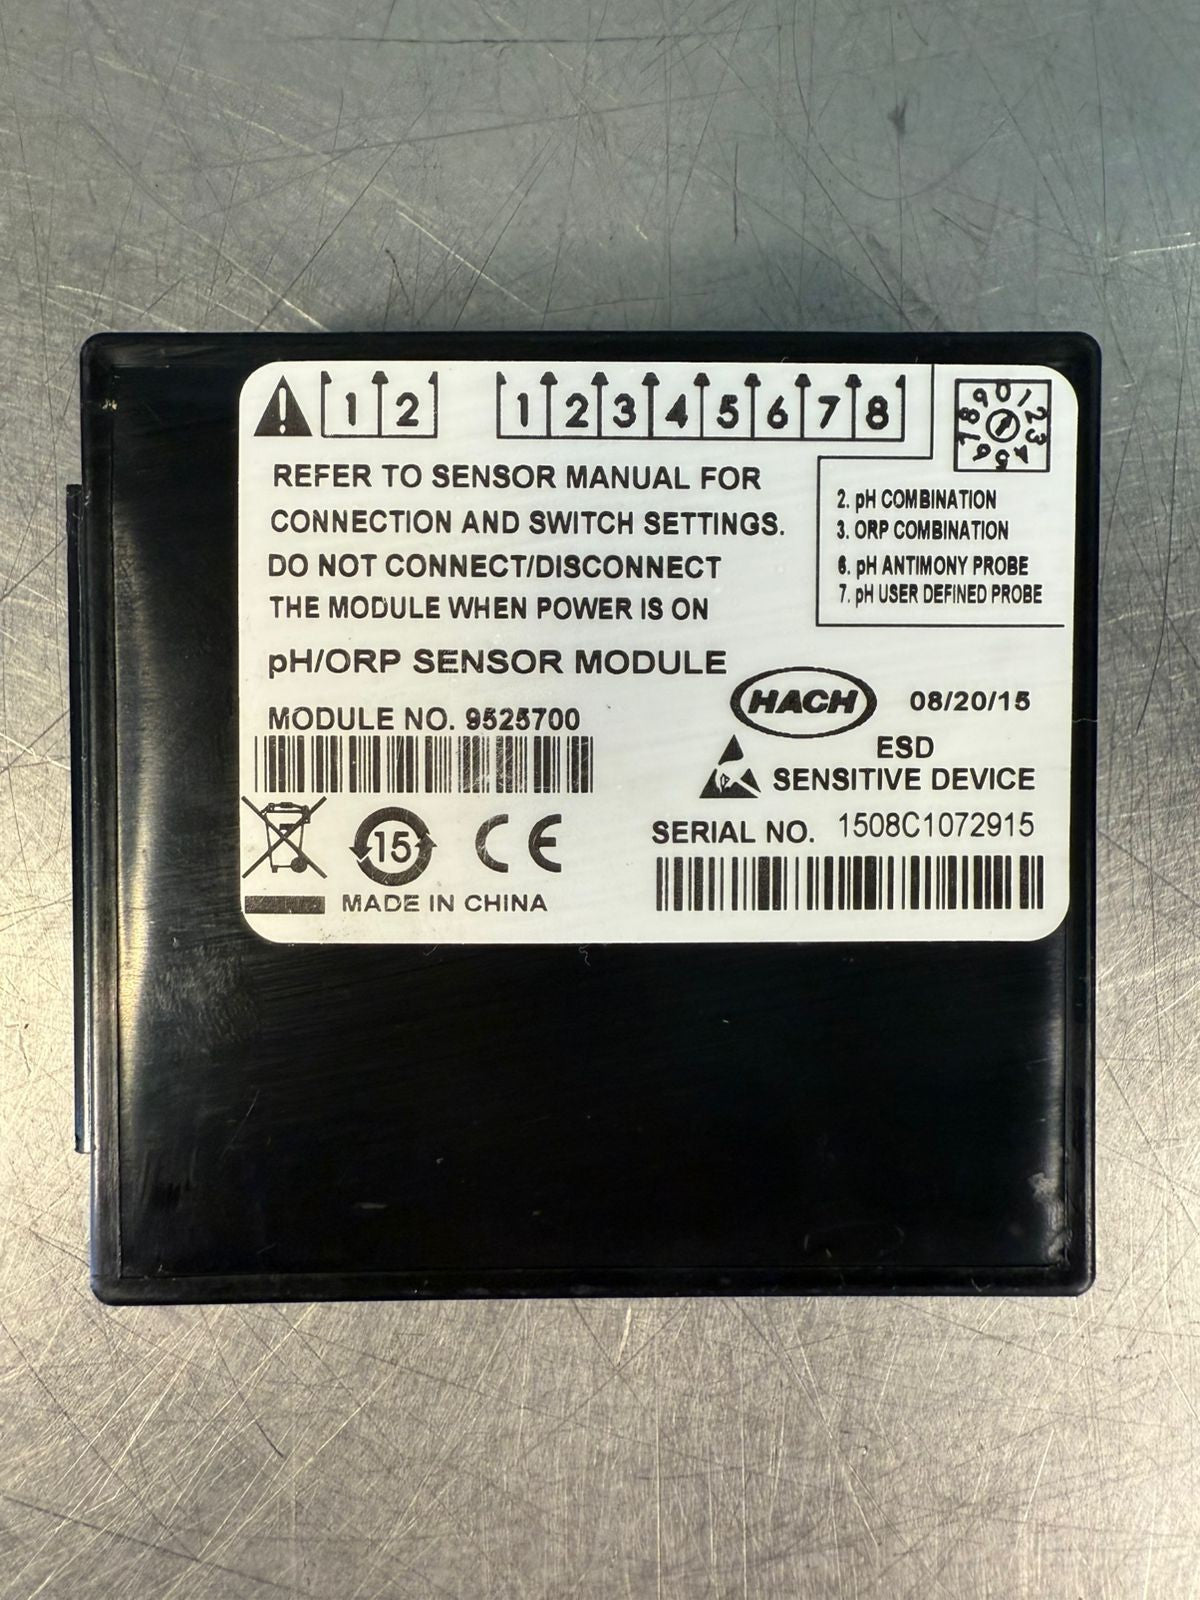 1 2 1 2 3 4 5 6 7 8
0 1 2 3 4 5 6 7 8 9
REFER TO SENSOR MANUAL FOR
CONNECTION AND SWITCH SETTINGS.
DO NOT CONNECT/DISCONNECT
THE MODULE WHEN POWER IS ON
2. pH COMBINATION
3. ORP COMBINATION
6. pH ANTIMONY PROBE
7. pH USER DEFINED PROBE
pH/ORP SENSOR MODULE
MODULE NO. 9525700
HACH 08/20/15
ESD
SENSITIVE DEVICE
15 CE
SERIAL NO. 1508C1072915
MADE IN CHINA